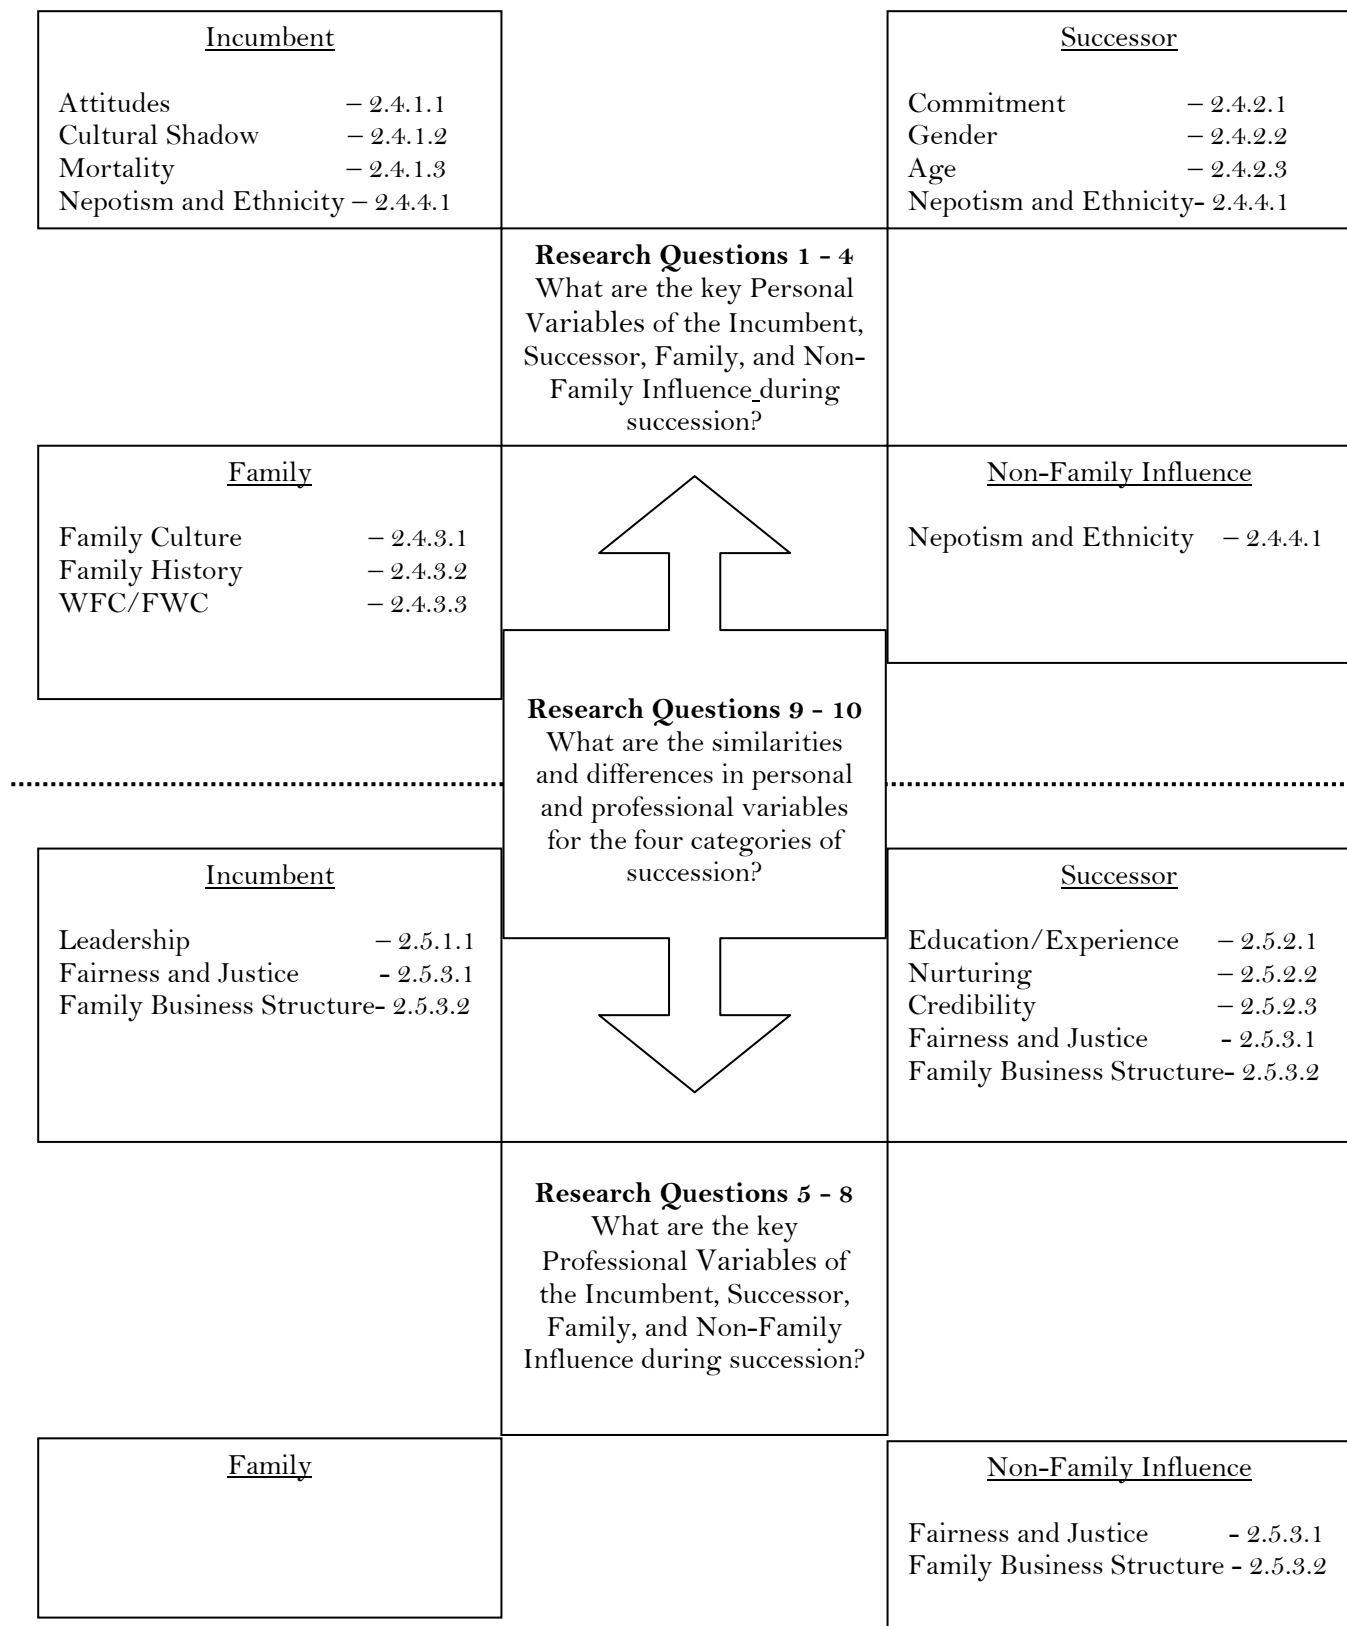 Incumbent
Attitudes – 2.4.1.1
Cultural Shadow – 2.4.1.2
Mortality – 2.4.1.3
Nepotism and Ethnicity – 2.4.4.1
Successor
Commitment – 2.4.2.1
Gender – 2.4.2.2
Age – 2.4.2.3
Nepotism and Ethnicity- 2.4.4.1
Research Questions 1 - 4
What are the key Personal
Variables of the Incumbent,
Successor, Family, and Non-
Family Influence during
succession?
Family
Family Culture – 2.4.3.1
Family History – 2.4.3.2
WFC/FWC – 2.4.3.3
Non-Family Influence
Nepotism and Ethnicity – 2.4.4.1
Research Questions 9 - 10
What are the similarities
and differences in personal
and professional variables
for the four categories of
succession?
Incumbent
Leadership – 2.5.1.1
Fairness and Justice - 2.5.3.1
Family Business Structure- 2.5.3.2
Successor
Education/Experience – 2.5.2.1
Nurturing – 2.5.2.2
Credibility – 2.5.2.3
Fairness and Justice - 2.5.3.1
Family Business Structure- 2.5.3.2
Research Questions 5 - 8
What are the key
Professional Variables of
the Incumbent, Successor,
Family, and Non-Family
Influence during succession?
Family
Non-Family Influence
Fairness and Justice - 2.5.3.1
Family Business Structure - 2.5.3.2